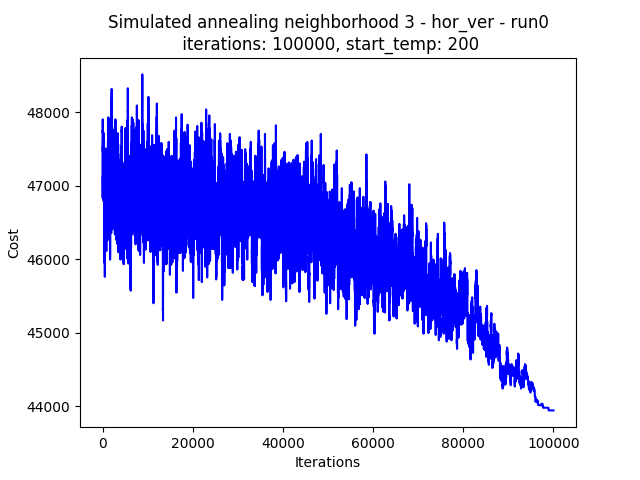 Simulated annealing neighborhood 3 - hor_ver - run0
iterations: 100000, start_temp: 200
Cost
48000
47000
46000
45000
44000
0 20000 40000 60000 80000 100000
Iterations